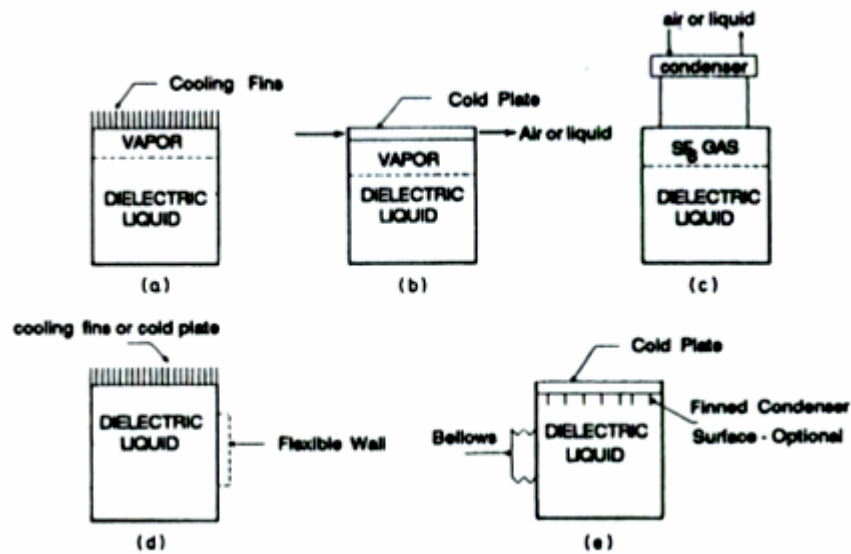 Cooling Fins
VAPOR
DIELECTRIC
LIQUID
(a)
Cold Plate
Air or liquid
VAPOR
DIELECTRIC
LIQUID
(b)
air or liquid
condenser
SF6 GAS
DIELECTRIC
LIQUID
(c)
cooling fins or cold plate
DIELECTRIC
LIQUID
Flexible Wall
(d)
Cold Plate
Finned Condenser
Surface - Optional
Bellows
DIELECTRIC
LIQUID
(e)